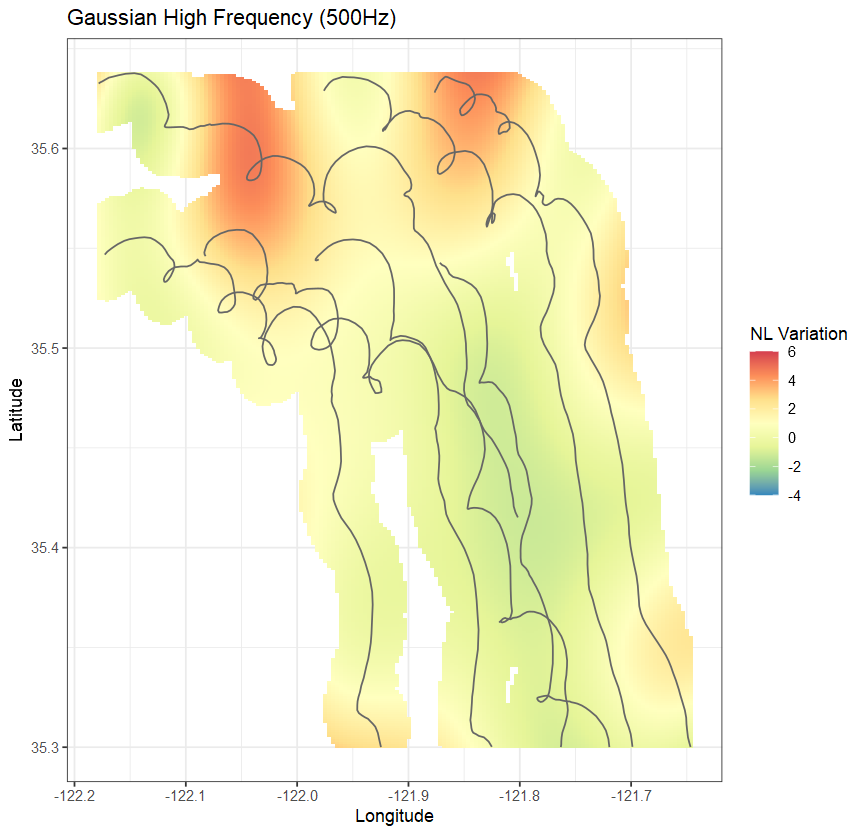 Gaussian High Frequency (500Hz)
35.6
35.5
35.4
35.3
Latitude
-122.2 -122.1 -122.0 -121.9 -121.8 -121.7
Longitude
NL Variation
6
4
2
0
-2
-4